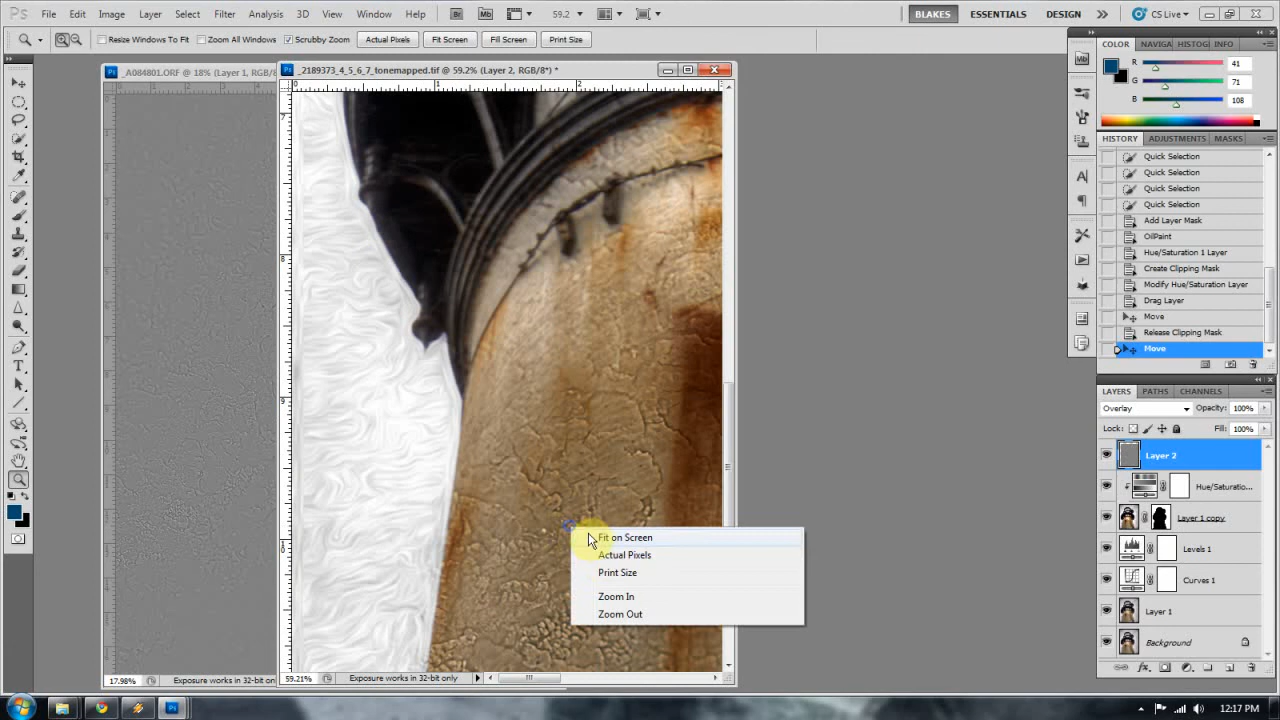 Ps File Edit Image Layer Select Filter Analysis 3D View Window Help Br Mb 59.2 BLAKES ESSENTIALS DESIGN CS Live
Resize Windows To Fit Zoom All Windows Scrubby Zoom Actual Pixels Fit Screen Fill Screen Print Size
_A084801.ORF @ 18% (Layer 1, RGB/8
_2189373_4_5_6_7_tonemapped.tif @ 59.2% (Layer 2, RGB/8*) *
COLOR NAVIGA HISTOG INFO
R 41
G 71
B 108
HISTORY ADJUSTMENTS MASKS
Quick Selection
Quick Selection
Quick Selection
Quick Selection
Add Layer Mask
OilPaint
Hue/Saturation 1 Layer
Create Clipping Mask
Modify Hue/Saturation Layer
Drag Layer
Move
Release Clipping Mask
Move
LAYERS PATHS CHANNELS
Overlay Opacity: 100%
Lock: Fill: 100%
Layer 2
Hue/Saturatio...
Layer 1 copy
Levels 1
Curves 1
Layer 1
Background
Fit on Screen
Actual Pixels
Print Size
Zoom In
Zoom Out
17.98% Exposure works in 32-bit onl
59.21% Exposure works in 32-bit only
12:17 PM